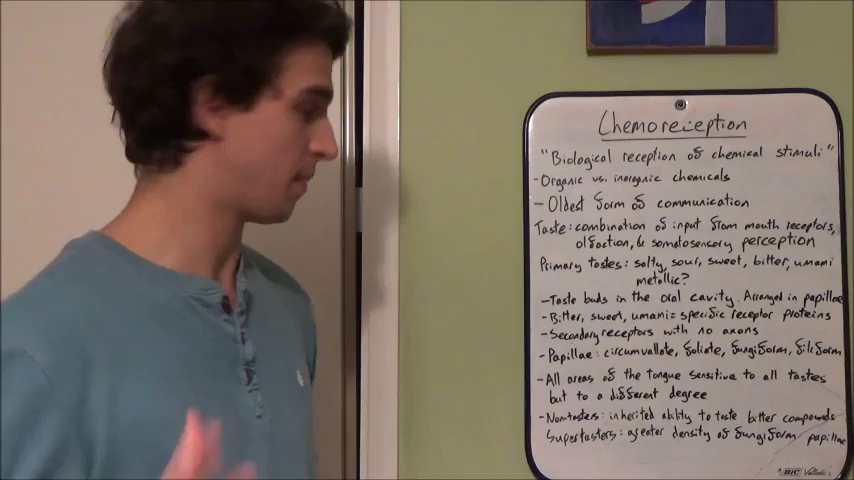 Chemoreception
"Biological reception of chemical stimuli"
-Organic vs. inorganic chemicals
- Oldest form of communication
Taste: combination of input from mouth receptors,
olfaction, & somatosensory perception
Primary tastes: salty, sour, sweet, bitter, umami
metallic?
-Taste buds in the oral cavity. Arranged in papillae
-Bitter, sweet, umami= specific receptor proteins
-Secondary receptors with no axons
-Papillae: circumvallate, foliate, fungiform, filiform
-All areas of the tongue sensitive to all tastes
but to a different degree
-Nontasters: inherited ability to taste bitter compounds
Supertasters: greater density of fungiform papillae
BIC